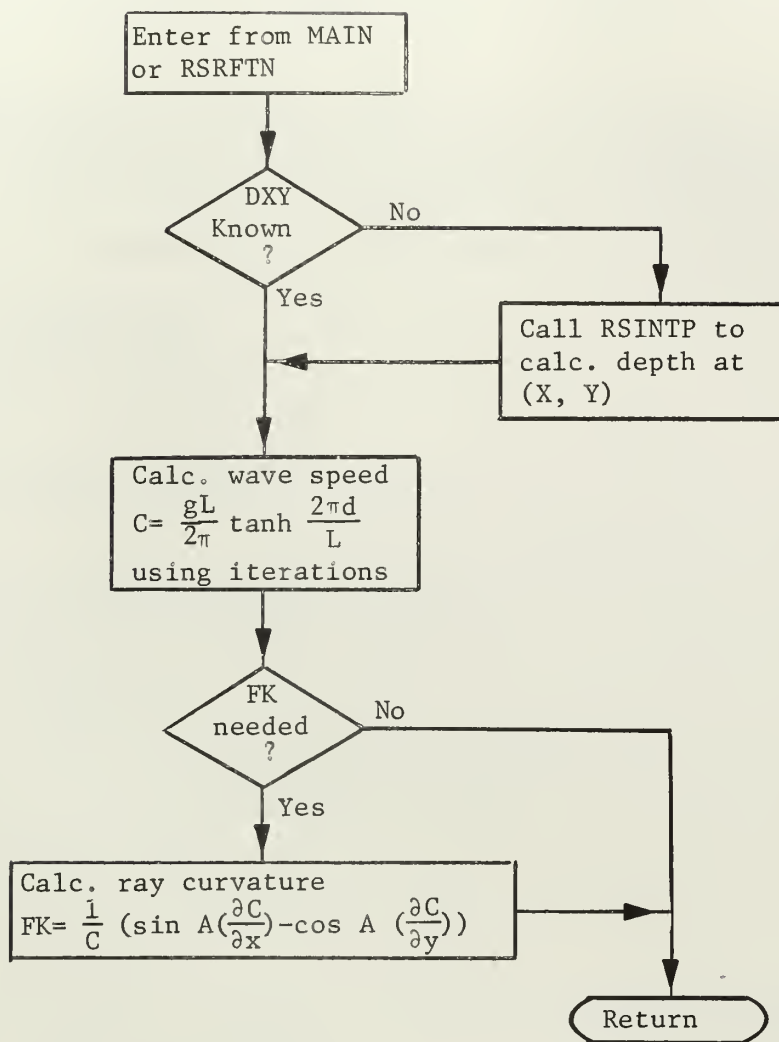 Enter from MAIN
or RSRFTN
DXY
Known
?
No
Yes
Call RSINTP to
calc. depth at
(X, Y)
Calc. wave speed
C= gL/2π tanh 2πd/L
using iterations
FK
needed
?
No
Yes
Calc. ray curvature
FK= 1/C (sin A(∂C/∂x)-cos A (∂C/∂y))
Return